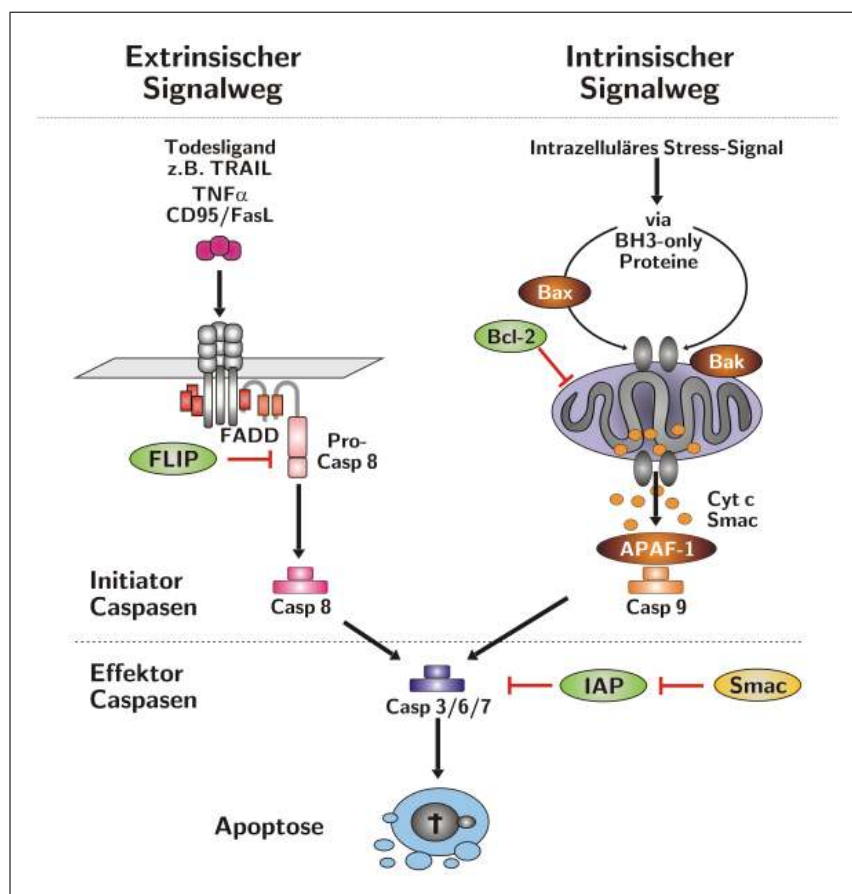 Extrinsischer
Signalweg
Intrinsischer
Signalweg
Todesligand
z.B. TRAIL
TNFα
CD95/FasL
Intrazelluläres Stress-Signal
via
BH3-only
Proteine
Bax
Bcl-2
Bak
FADD
FLIP
Pro-
Casp 8
Cyt c
Smac
APAF-1
Initiator
Caspasen
Casp 8
Casp 9
Effektor
Caspasen
IAP
Smac
Casp 3/6/7
Apoptose